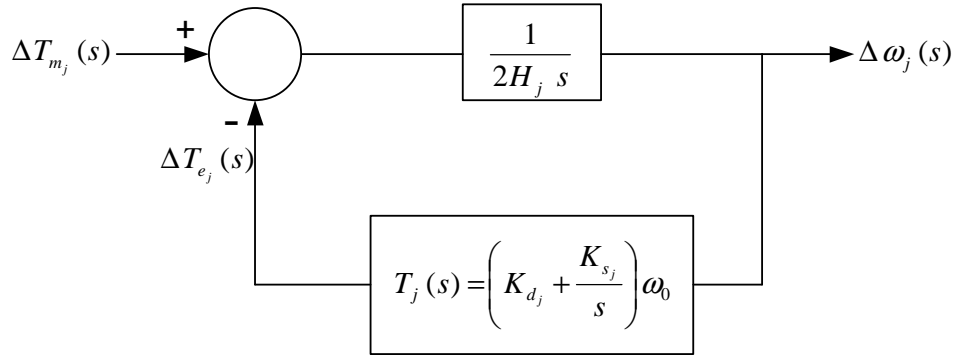 ΔT_{m_j}(s)
+
1 / (2H_j s)
Δω_j(s)
-
ΔT_{e_j}(s)
T_j(s) = (K_{d_j} + K_{s_j} / s) ω_0